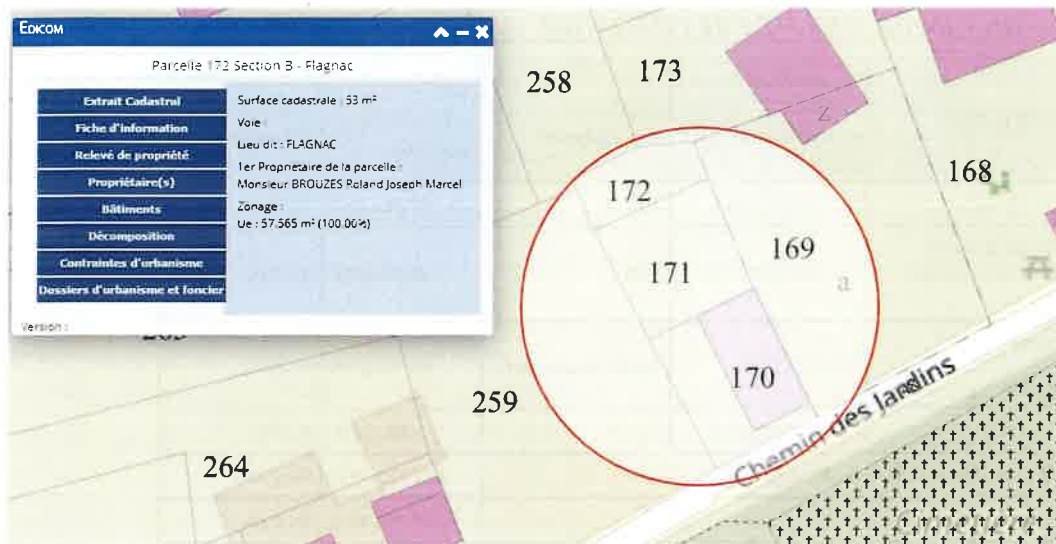 EDICOM
Parcelle 172 Section B - Flagnac
Extrait Cadastral
Fiche d'information
Relevé de propriété
Propriétaire(s)
Bâtiments
Décomposition
Contraintes d'urbanisme
Dossiers d'urbanisme et foncier
Surface cadastrale : 53 m²
Voie :
Lieu dit : FLAGNAC
1er Propriétaire de la parcelle :
Monsieur BROUZES Roland Joseph Marcel
Zonage :
Ue : 57.565 m² (100.00%)
Version :
258
173
Z
168
172
169
171
a
170
259
264
Chemin des Jardins